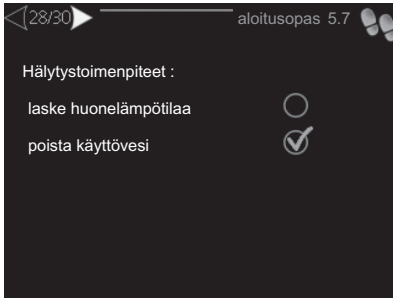 28/30 aloitusopas 5.7
Hälytystoimenpiteet :
laske huonelämpötilaa
poista käyttövesi